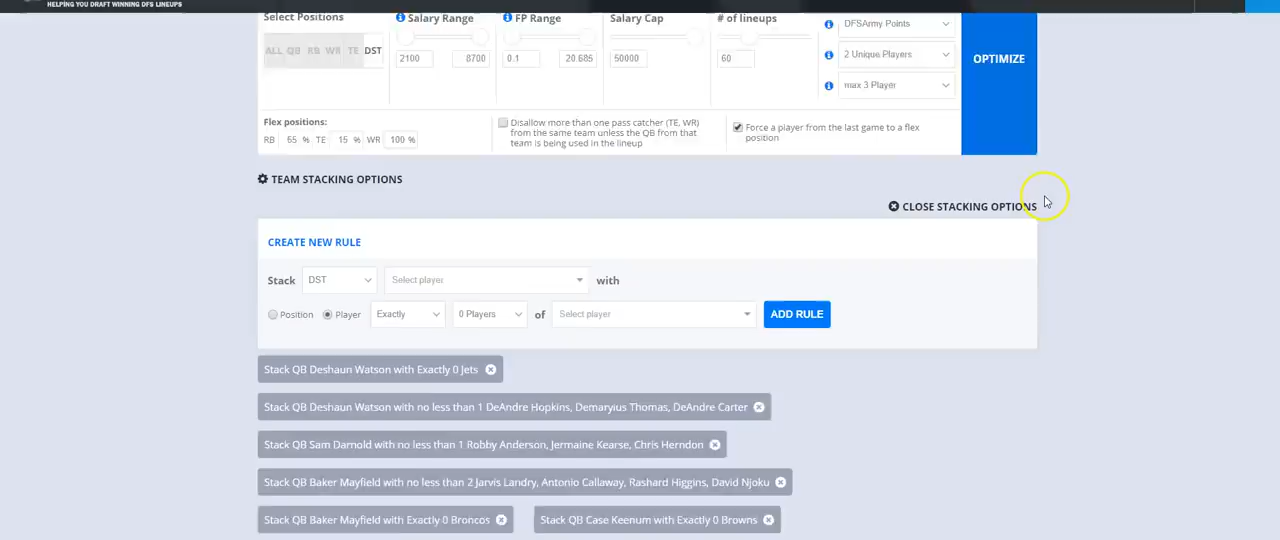 HELPING YOU DRAFT WINNING DFS LINEUPS
Select Positions Salary Range FP Range Salary Cap # of lineups
DFSArmy Points
ALL QB RB WR TE DST
2100 8700 0.1 20.685 50000 60
2 Unique Players
OPTIMIZE
max 3 Player
Flex positions:
RB 65 % TE 15 % WR 100 %
Disallow more than one pass catcher (TE, WR)
from the same team unless the QB from that
team is being used in the lineup
Force a player from the last game to a flex
position
TEAM STACKING OPTIONS
CLOSE STACKING OPTIONS
CREATE NEW RULE
Stack DST Select player with
Position Player Exactly 0 Players of Select player ADD RULE
Stack QB Deshaun Watson with Exactly 0 Jets
Stack QB Deshaun Watson with no less than 1 DeAndre Hopkins, Demaryius Thomas, DeAndre Carter
Stack QB Sam Darnold with no less than 1 Robby Anderson, Jermaine Kearse, Chris Herndon
Stack QB Baker Mayfield with no less than 2 Jarvis Landry, Antonio Callaway, Rashard Higgins, David Njoku
Stack QB Baker Mayfield with Exactly 0 Broncos Stack QB Case Keenum with Exactly 0 Browns